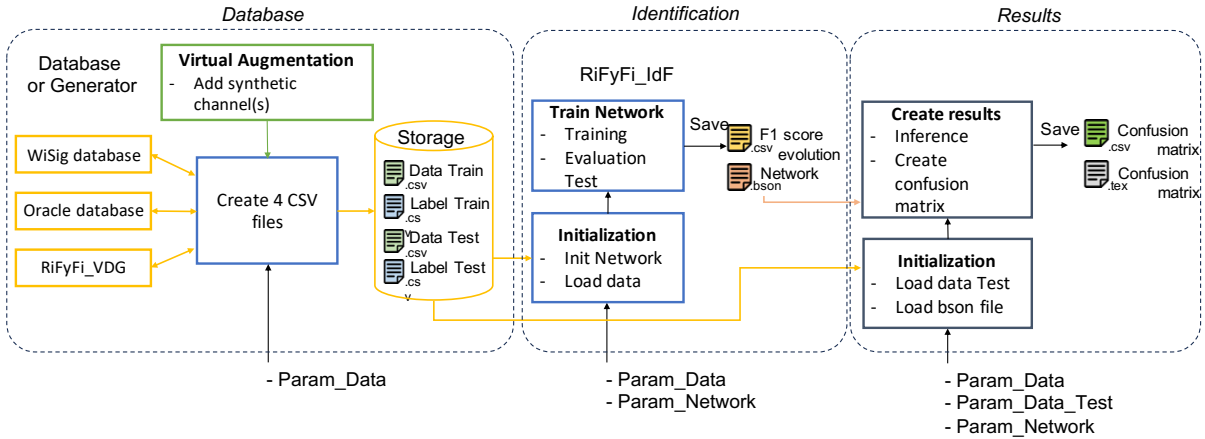 Database
Database
or Generator
Virtual Augmentation
- Add synthetic
channel(s)
WiSig database
Oracle database
RiFyFi_VDG
Create 4 CSV
files
Storage
Data Train
.csv
Label Train
.cs
v
Data Test
.csv
Label Test
.cs
v
- Param_Data
Identification
RiFyFi_IdF
Train Network
- Training
- Evaluation
Test
Save
F1 score
.csv
evolution
Network
.bson
Initialization
- Init Network
- Load data
- Param_Data
- Param_Network
Results
Create results
- Inference
- Create
confusion
matrix
Save
Confusion
.csv
matrix
Confusion
.tex
matrix
Initialization
- Load data Test
- Load bson file
- Param_Data
- Param_Data_Test
- Param_Network